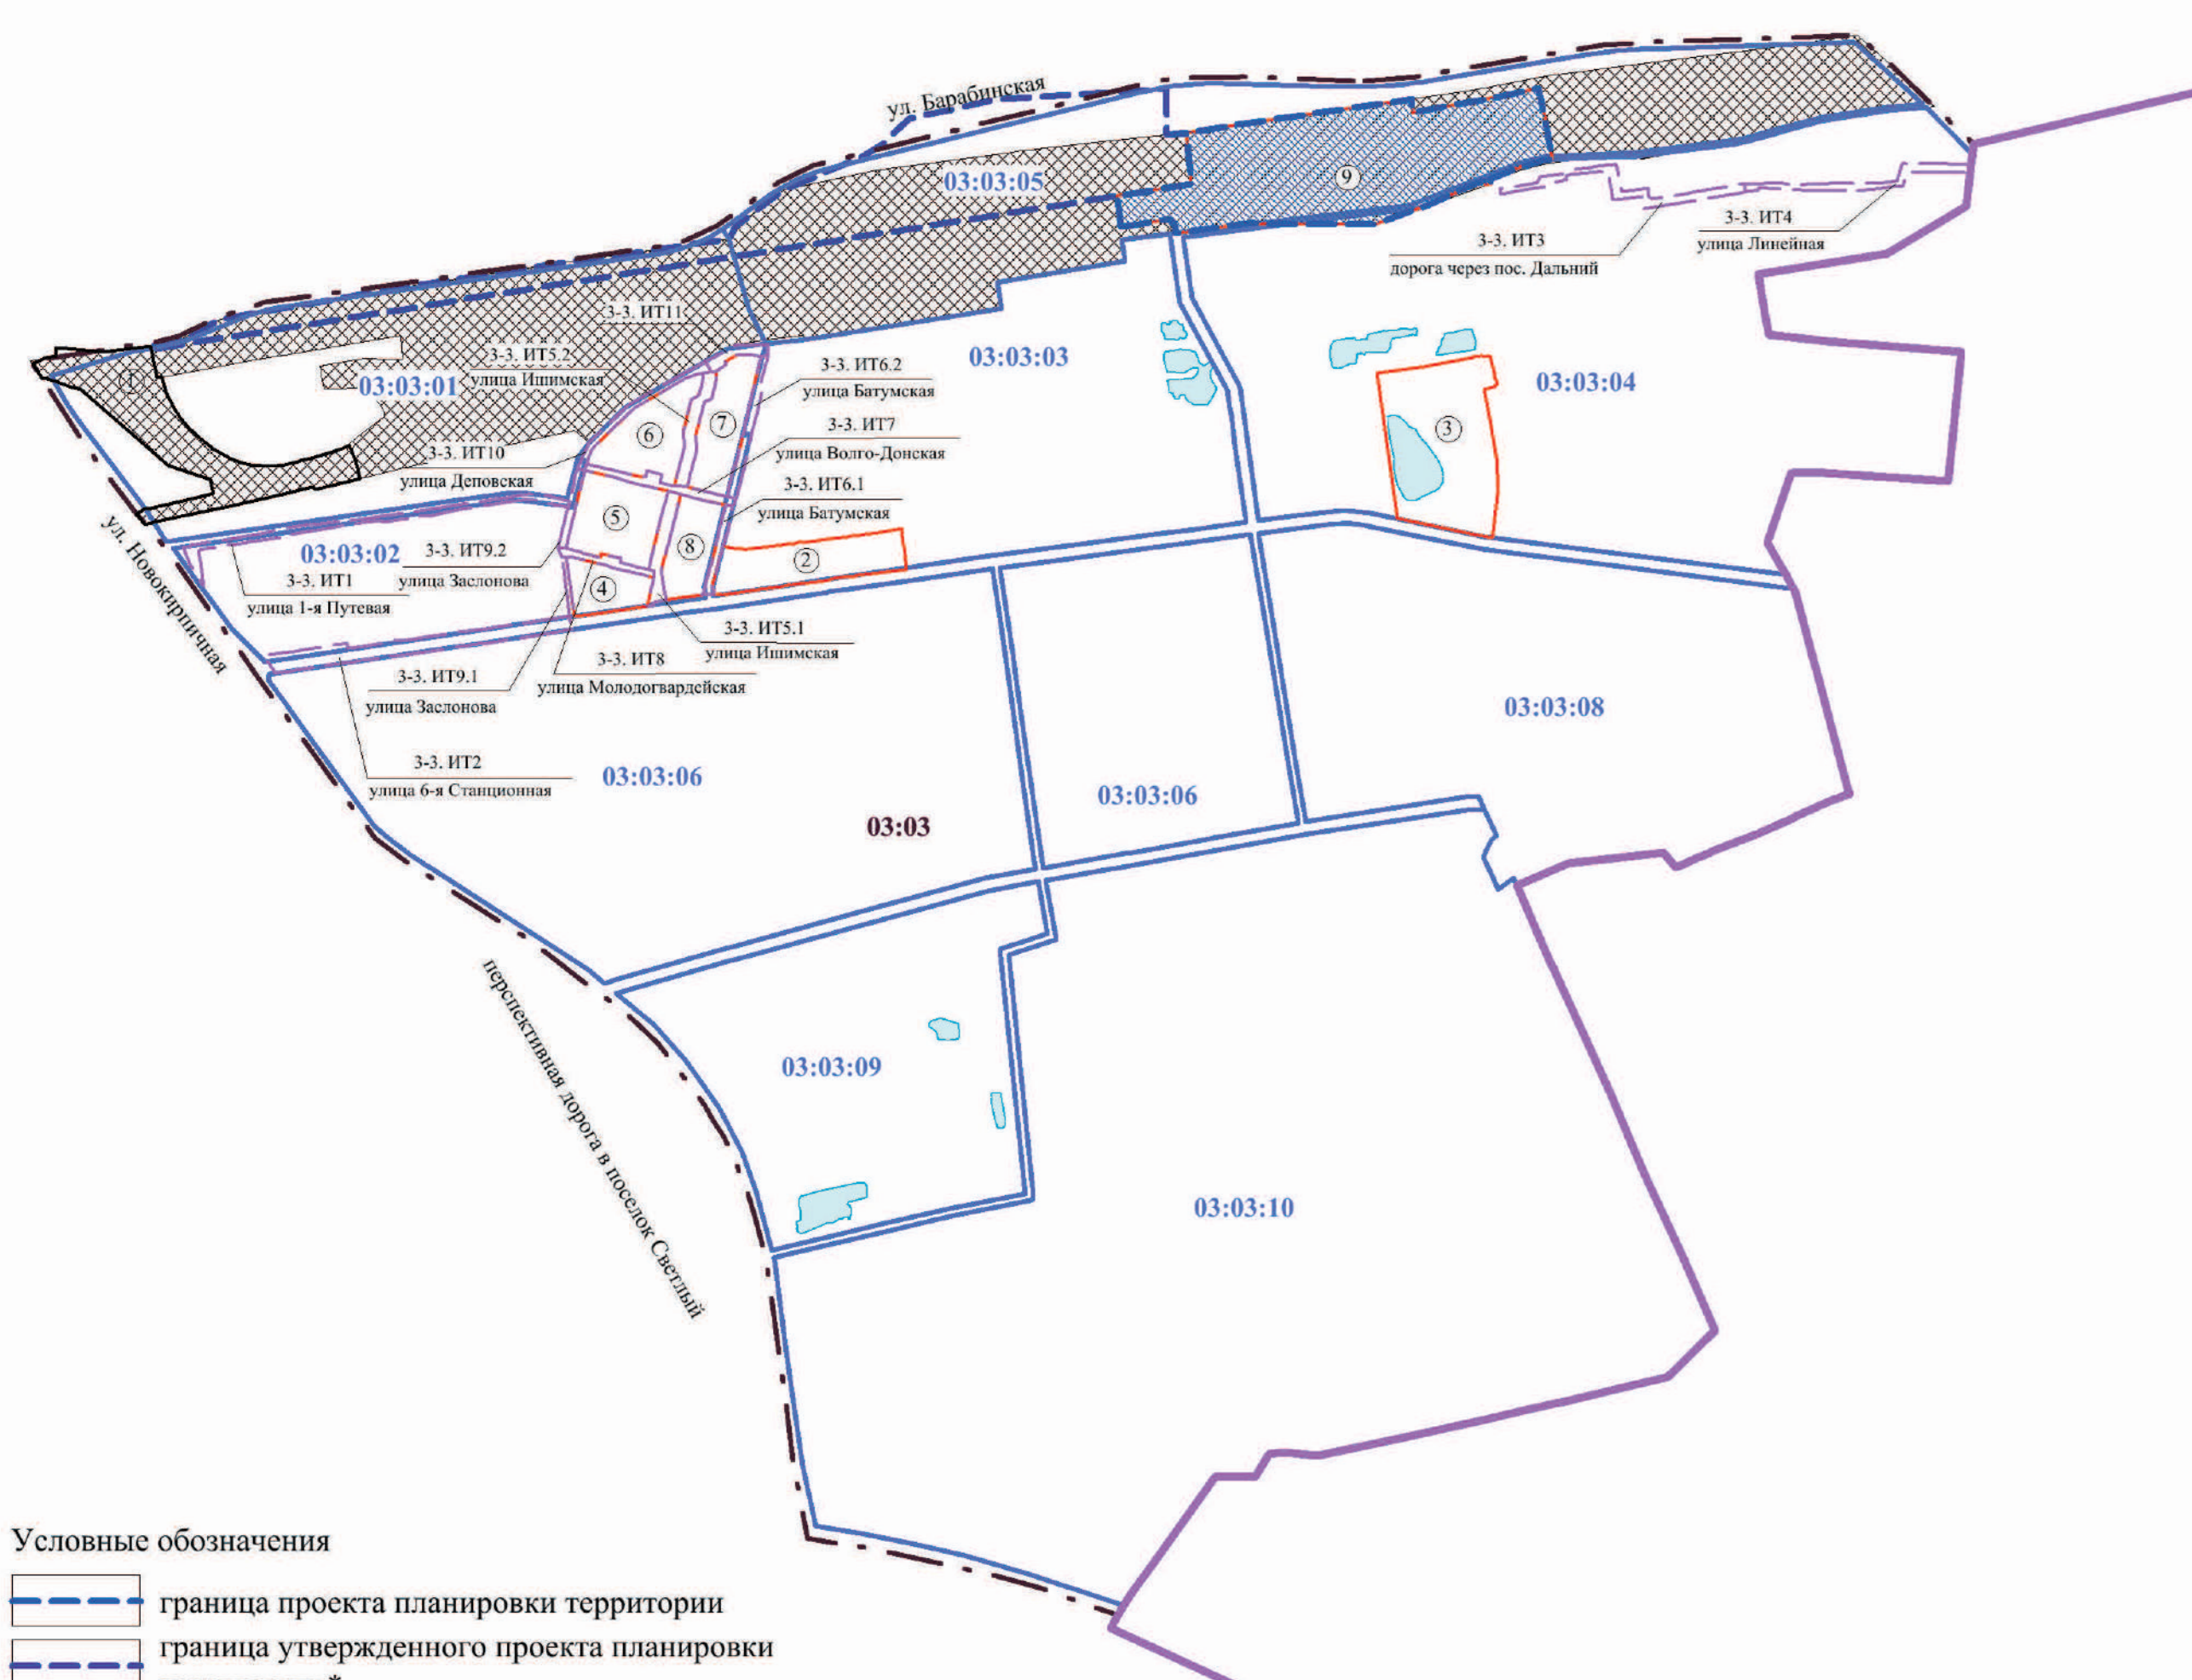 ул. Барабинская
03:03:05
9
3-3. ИТ4
улица Линейная
3-3. ИТ3
дорога через пос. Дальний
3-3. ИТ11
3-3. ИТ5.2
улица Ишимская
1
03:03:01
03:03:03
3-3. ИТ6.2
улица Батумская
03:03:04
6
7
3
3-3. ИТ7
улица Волго-Донская
3-3. ИТ10
улица Деповская
3-3. ИТ6.1
улица Батумская
5
8
2
4
ул. Новокирпичная
03:03:02
3-3. ИТ9.2
улица Заслонова
3-3. ИТ1
улица 1-я Путевая
3-3. ИТ5.1
улица Ишимская
3-3. ИТ8
улица Молодогвардейская
3-3. ИТ9.1
улица Заслонова
03:03:08
3-3. ИТ2
улица 6-я Станционная
03:03:06
03:03:06
03:03
перспективная дорога в поселок Светлый
03:03:09
03:03:10
Условные обозначения
граница проекта планировки территории
граница утвержденного проекта планировки